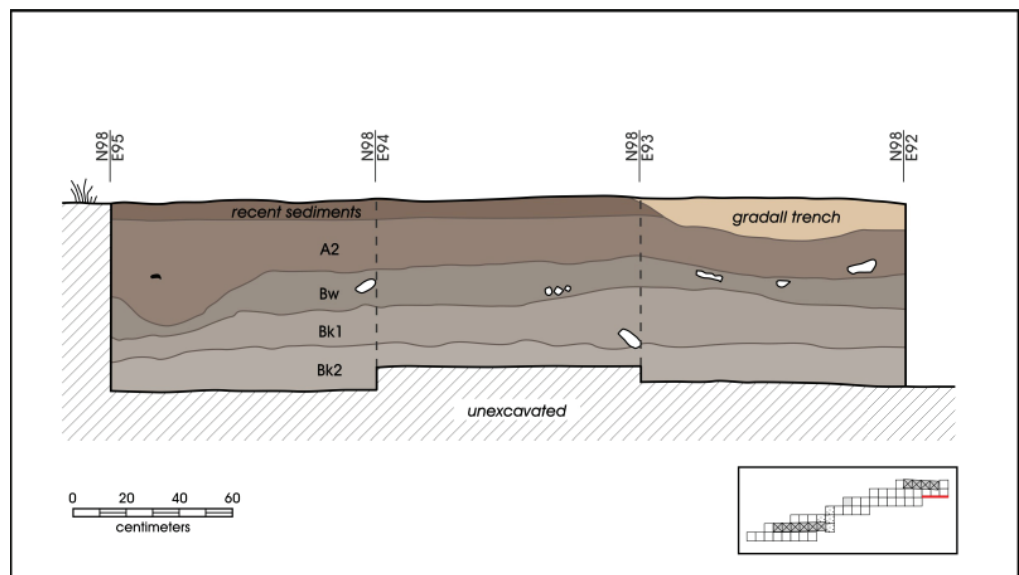 N98
E95
N98
E94
N98
E93
N98
E92
recent sediments
gradall trench
A2
Bw
Bk1
Bk2
unexcavated
0 20 40 60
centimeters